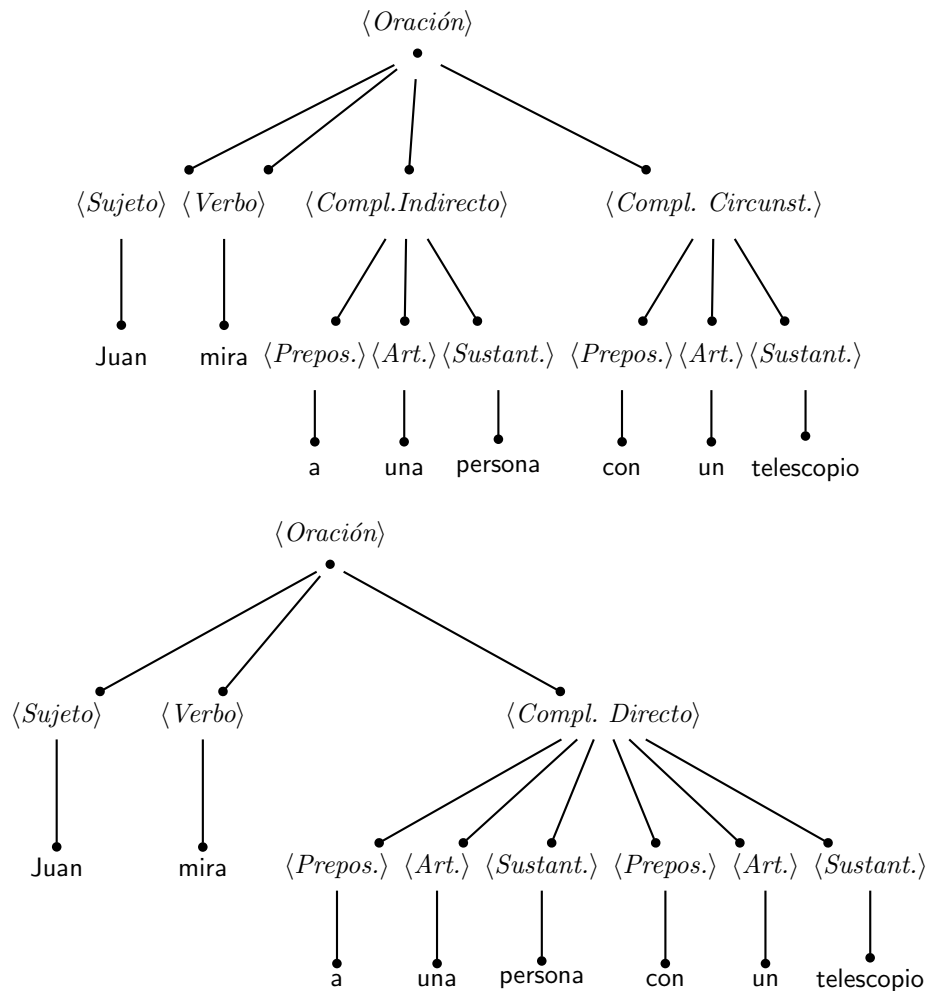 ⟨Oración⟩
⟨Sujeto⟩ ⟨Verbo⟩ ⟨Compl.Indirecto⟩ ⟨Compl. Circunst.⟩
Juan mira ⟨Prepos.⟩ ⟨Art.⟩ ⟨Sustant.⟩ ⟨Prepos.⟩ ⟨Art.⟩ ⟨Sustant.⟩
a una persona con un telescopio
⟨Oración⟩
⟨Sujeto⟩ ⟨Verbo⟩ ⟨Compl. Directo⟩
Juan mira ⟨Prepos.⟩ ⟨Art.⟩ ⟨Sustant.⟩ ⟨Prepos.⟩ ⟨Art.⟩ ⟨Sustant.⟩
a una persona con un telescopio